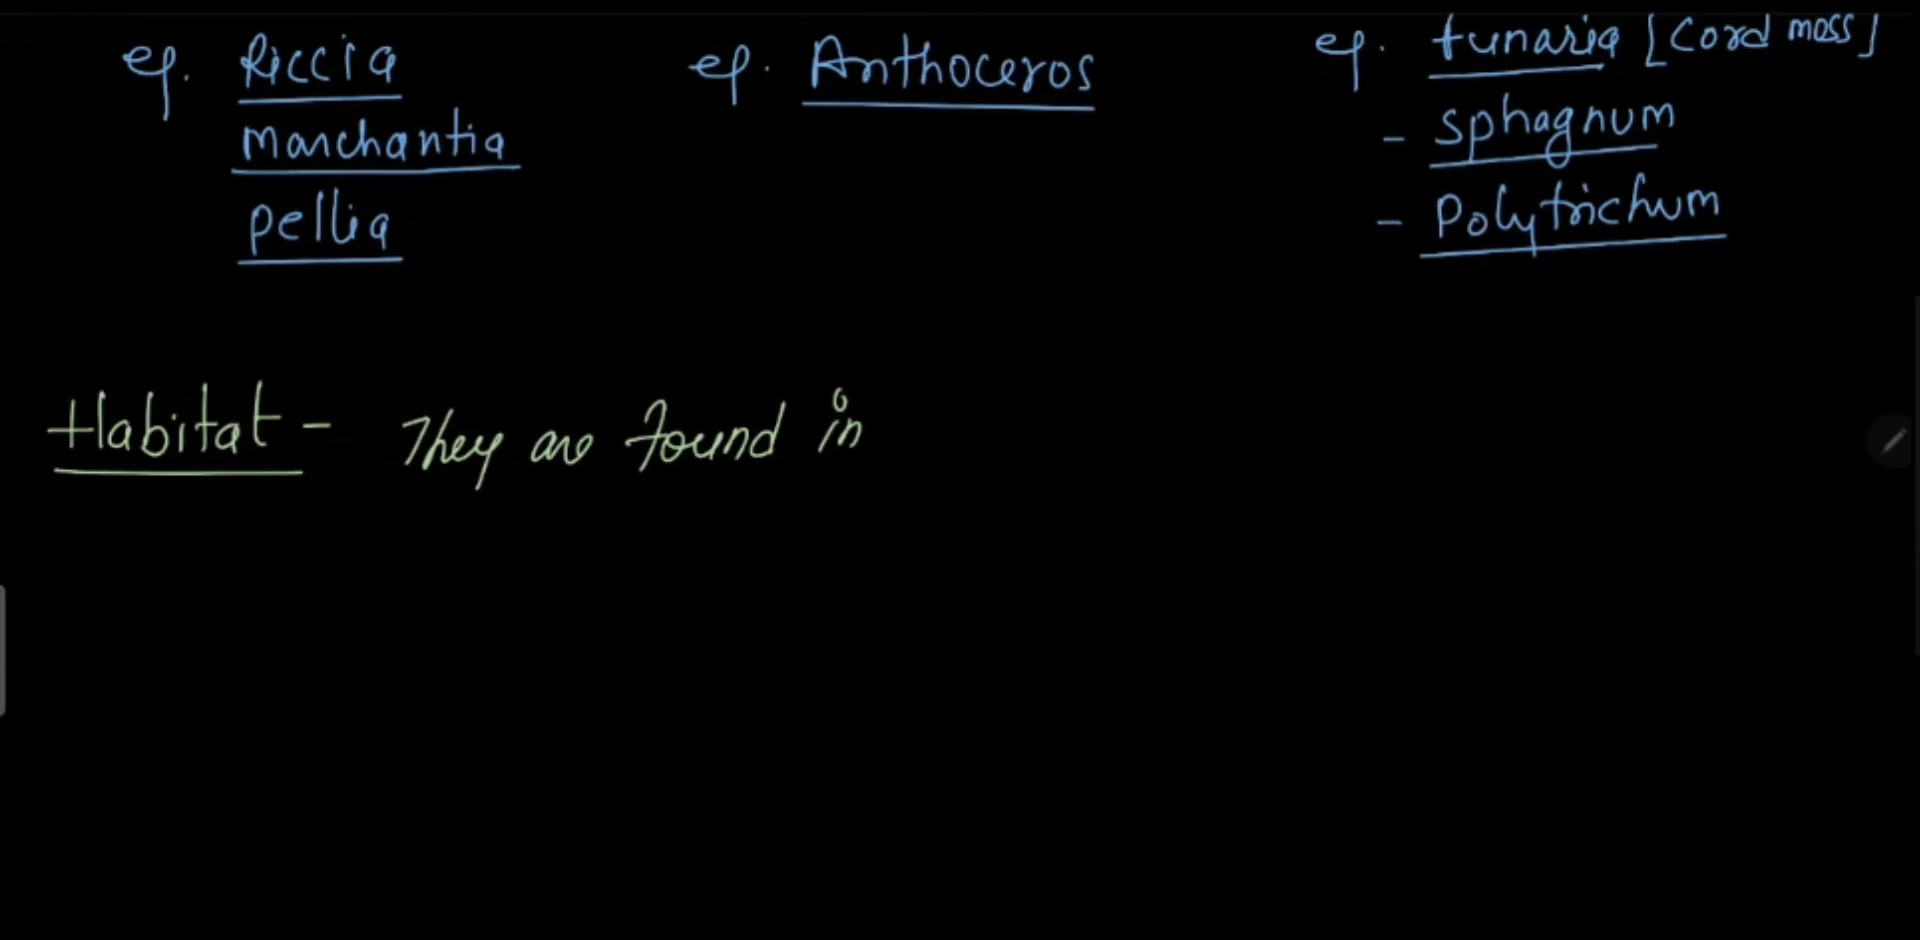 eg. Riccia
Marchantia
Pellia
eg. Anthoceros
eg. Funaria [Cord moss]
- Sphagnum
- Polytrichum
Habitat - They are found in